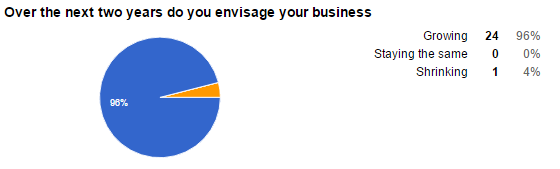 Over the next two years do you envisage your business
Growing 24 96%
Staying the same 0 0%
Shrinking 1 4%
96%